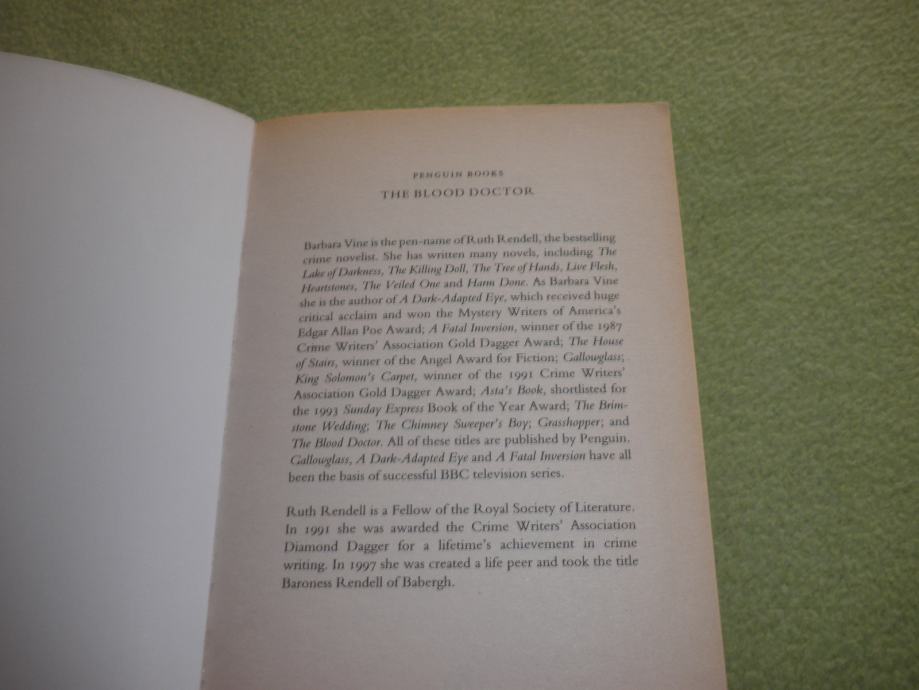 PENGUIN BOOKS
THE BLOOD DOCTOR
Barbara Vine is the pen-name of Ruth Rendell, the bestselling
crime novelist. She has written many novels, including The
Lake of Darkness, The Killing Doll, The Tree of Hands, Live Flesh,
Heartstones, The Veiled One and Harm Done. As Barbara Vine
she is the author of A Dark-Adapted Eye, which received huge
critical acclaim and won the Mystery Writers of America's
Edgar Allan Poe Award; A Fatal Inversion, winner of the 1987
Crime Writers' Association Gold Dagger Award; The House
of Stairs, winner of the Angel Award for Fiction; Gallowglass;
King Solomon's Carpet, winner of the 1991 Crime Writers'
Association Gold Dagger Award; Asta's Book, shortlisted for
the 1993 Sunday Express Book of the Year Award; The Brim-
stone Wedding; The Chimney Sweeper's Boy; Grasshopper; and
The Blood Doctor. All of these titles are published by Penguin.
Gallowglass, A Dark-Adapted Eye and A Fatal Inversion have all
been the basis of successful BBC television series.
Ruth Rendell is a Fellow of the Royal Society of Literature.
In 1991 she was awarded the Crime Writers' Association
Diamond Dagger for a lifetime's achievement in crime
writing. In 1997 she was created a life peer and took the title
Baroness Rendell of Babergh.